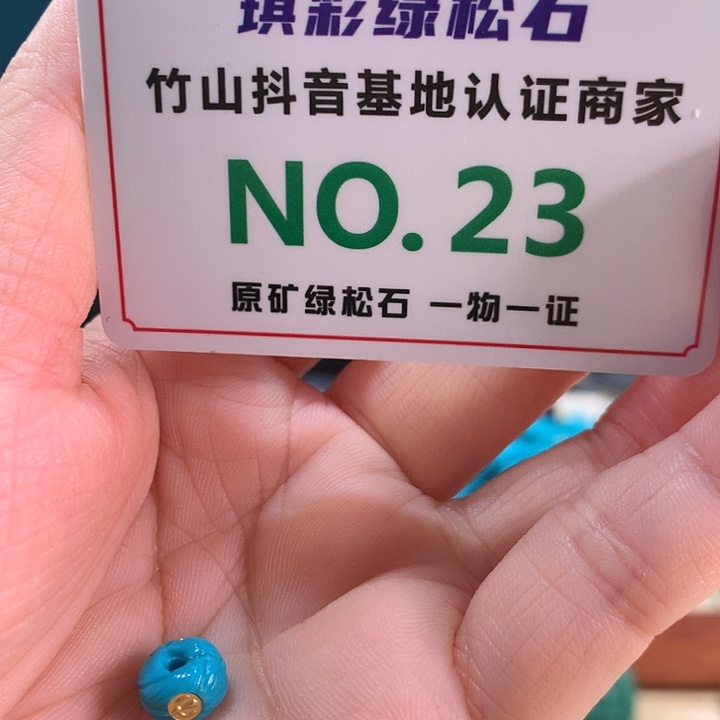 琪彩绿松石
竹山抖音基地认证商家
NO.23
原矿绿松石 一物一证